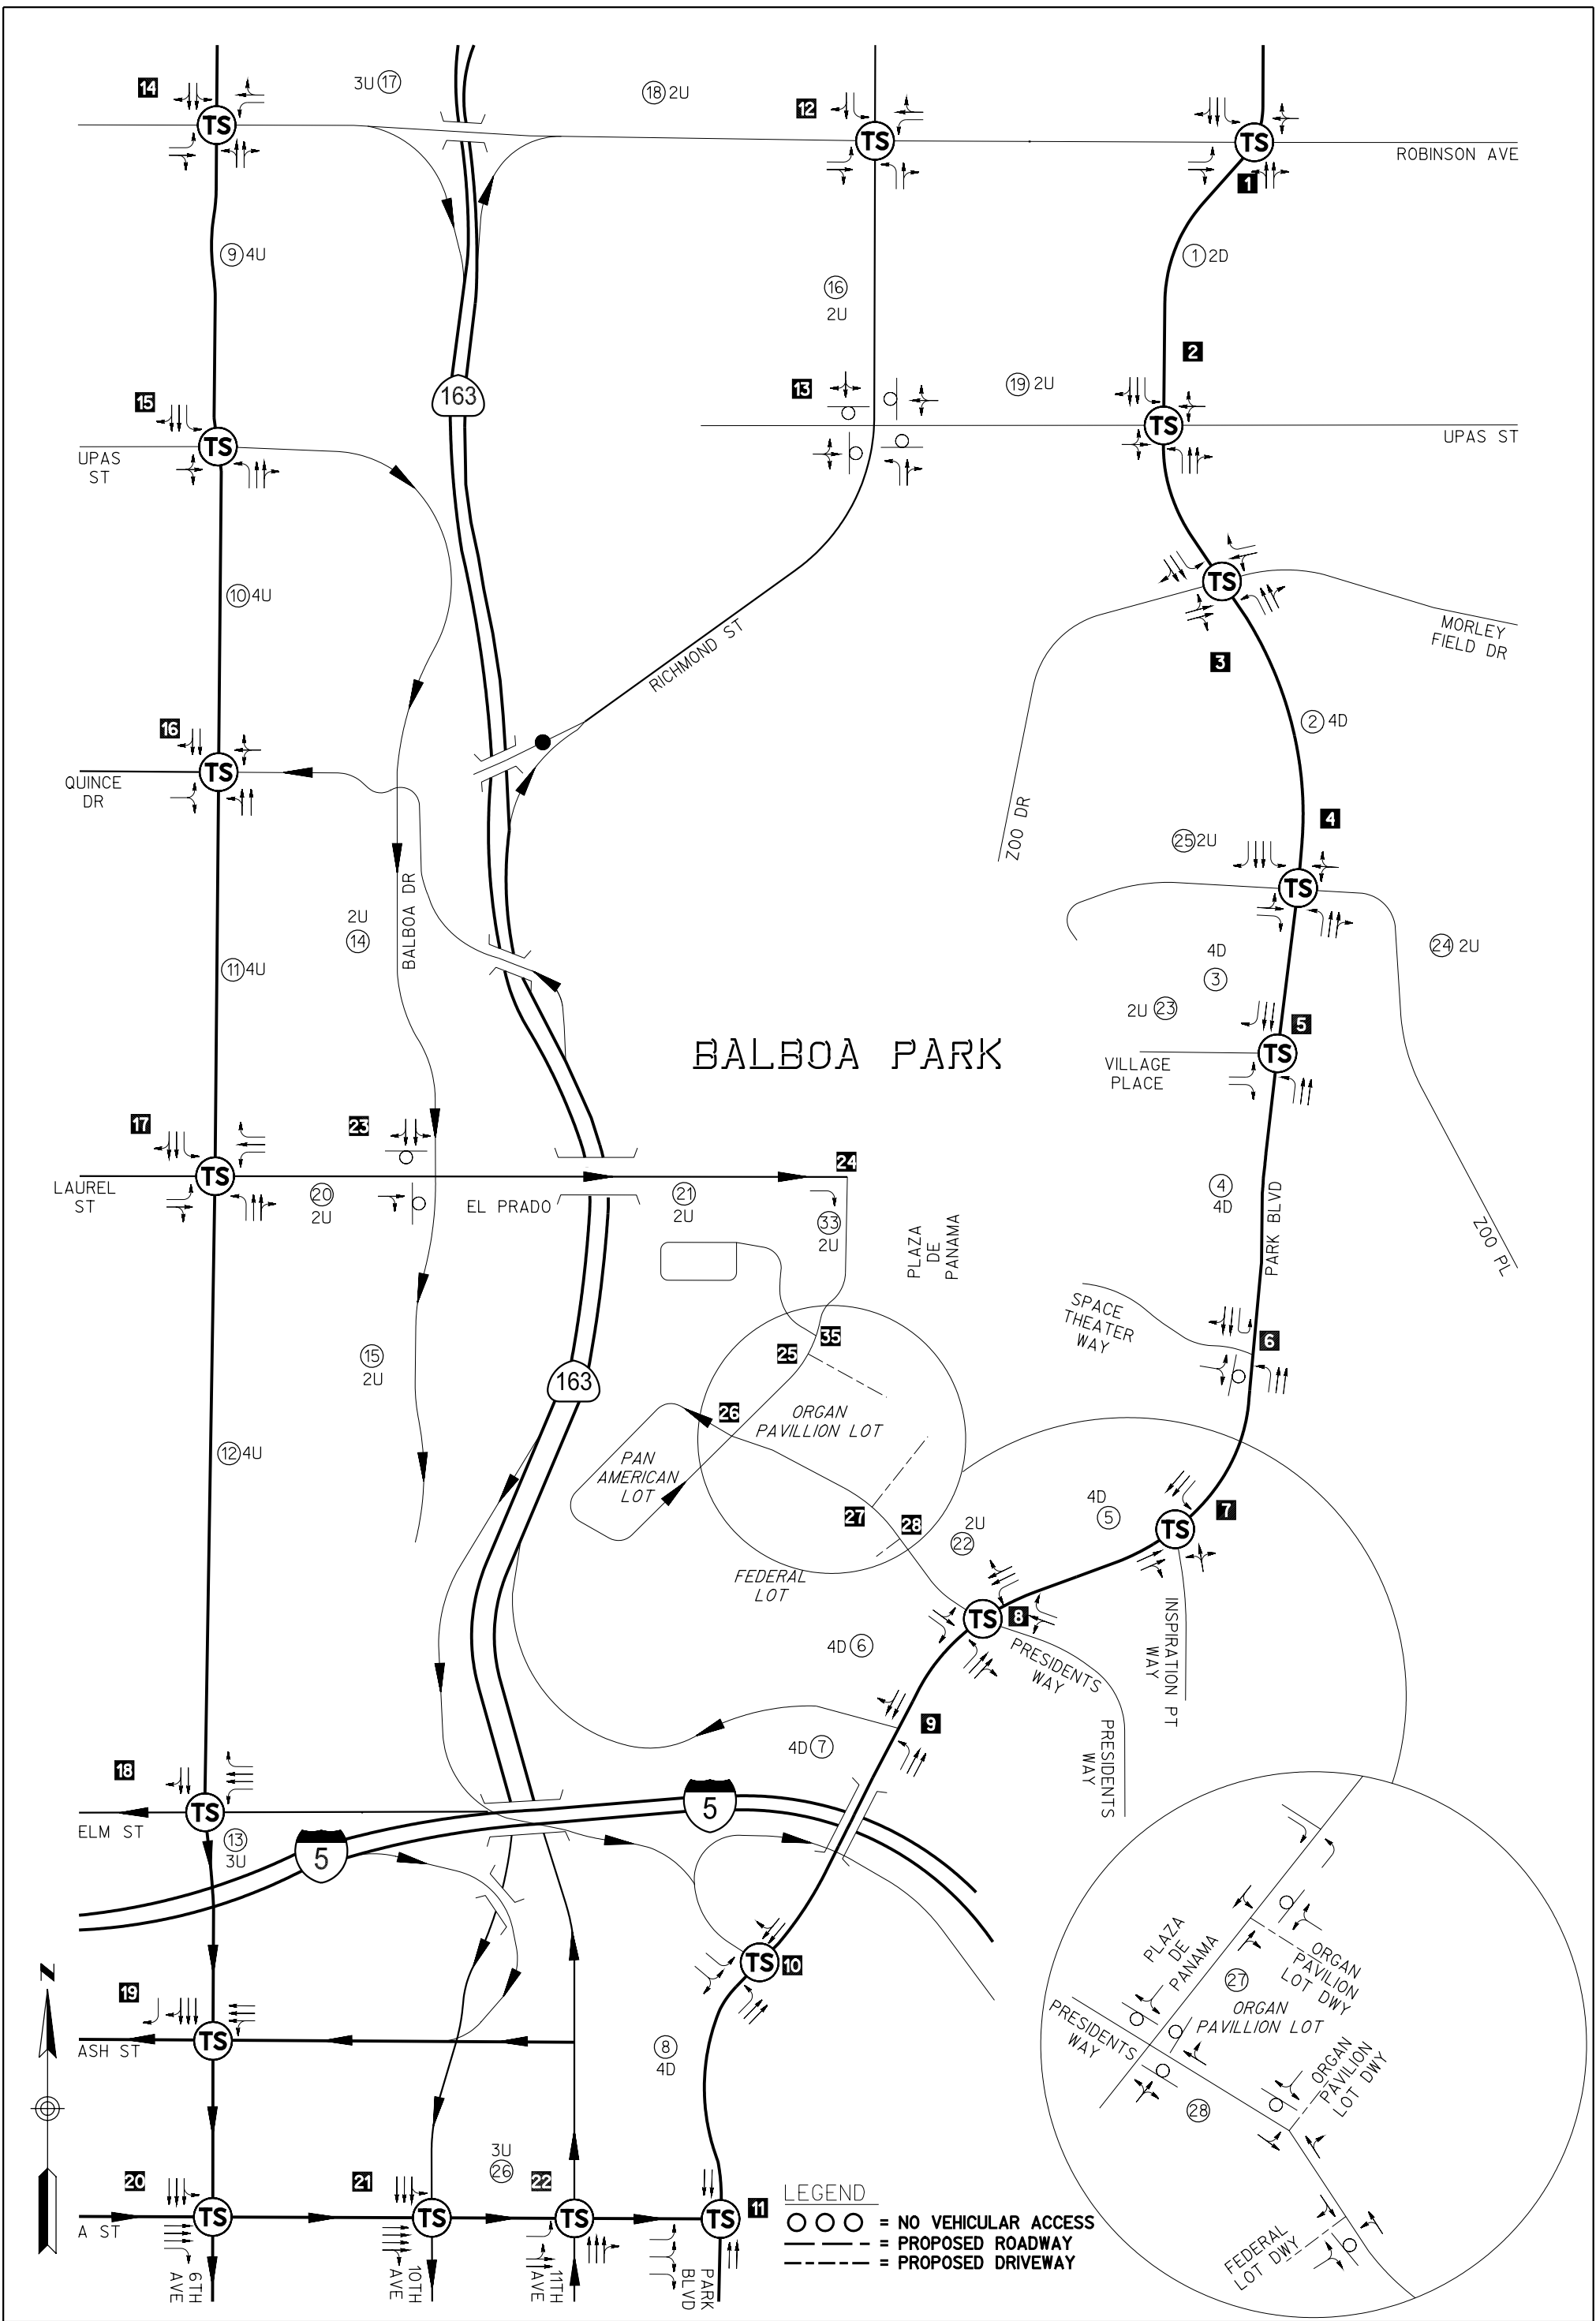 14
3U 17
18 2U
12
TS
TS
TS
ROBINSON AVE
1
9 4U
1 2D
16
2U
2
163
15
13
19 2U
TS
TS
UPAS
ST
UPAS ST
10 4U
TS
MORLEY
FIELD DR
RICHMOND ST
3
16
2 4D
TS
QUINCE
DR
ZOO DR
4
25 2U
2U
14
BALBOA DR
TS
11 4U
4D
3
24 2U
2U 23
5
BALBOA PARK
TS
VILLAGE
PLACE
17
23
24
TS
LAUREL
ST
20
2U
EL PRADO
21
2U
33
2U
4
4D
PARK BLVD
PLAZA
DE
PANAMA
ZOO PL
SPACE
THEATER
WAY
35
25
6
15
2U
163
26
ORGAN
PAVILLION LOT
12 4U
PAN
AMERICAN
LOT
27
28
2U
22
4D
5
7
TS
FEDERAL
LOT
TS
8
4D 6
PRESIDENTS
WAY
INSPIRATION PT
WAY
9
PRESIDENTS
WAY
4D 7
18
TS
ELM ST
5
13
3U
5
TS
10
PLAZA
DE
PANAMA
ORGAN
PAVILION
LOT DWY
27
ORGAN
PAVILLION LOT
PRESIDENTS
WAY
ORGAN
PAVILION
LOT DWY
28
FEDERAL
LOT DWY
N
19
TS
ASH ST
8
4D
3U
26
20
21
22
11
TS
TS
TS
TS
A ST
6TH
AVE
10TH
AVE
11TH
AVE
PARK
BLVD
LEGEND
= NO VEHICULAR ACCESS
= PROPOSED ROADWAY
= PROPOSED DRIVEWAY